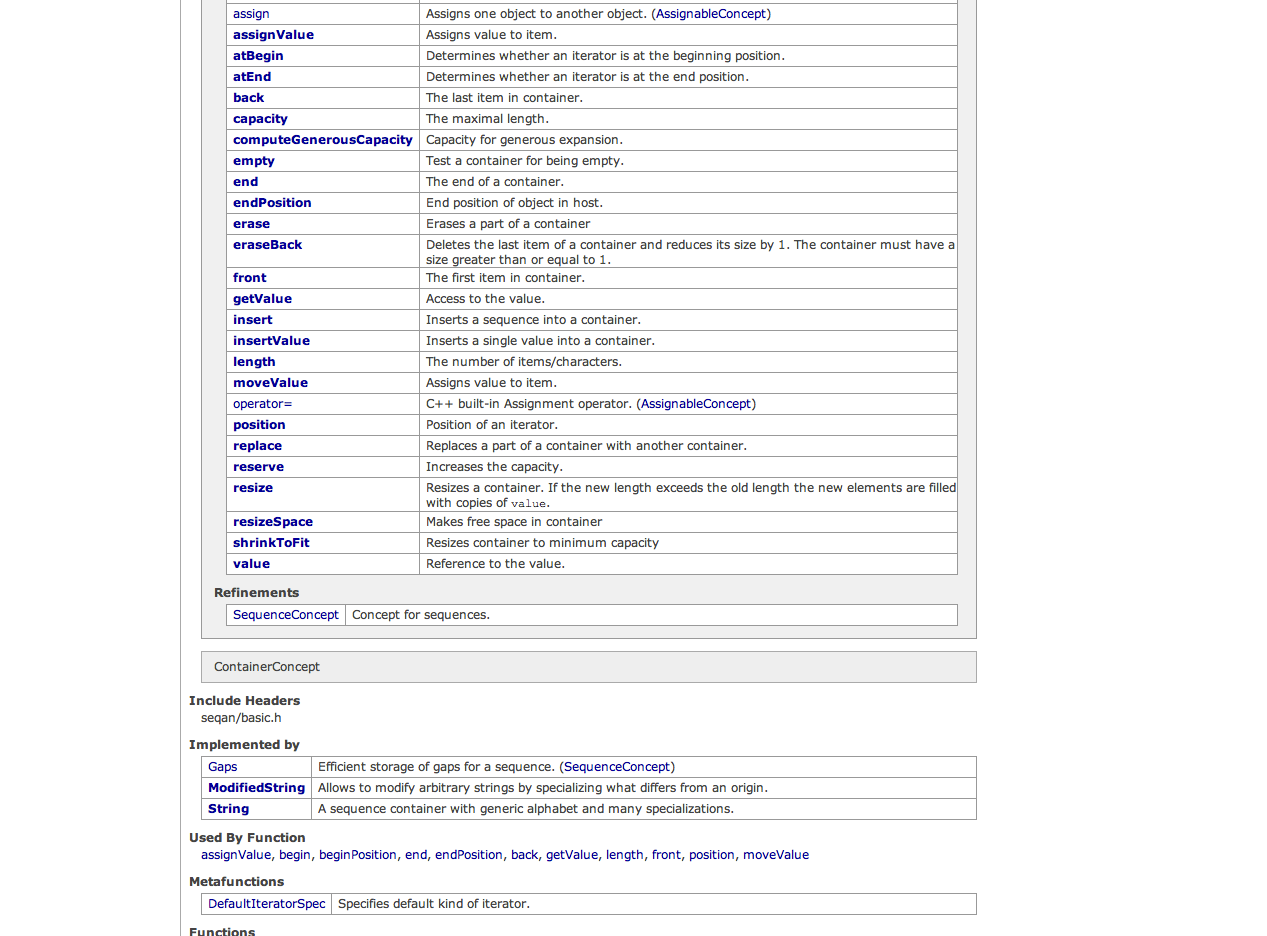 assign Assigns one object to another object. (AssignableConcept)
assignValue Assigns value to item.
atBegin Determines whether an iterator is at the beginning position.
atEnd Determines whether an iterator is at the end position.
back The last item in container.
capacity The maximal length.
computeGenerousCapacity Capacity for generous expansion.
empty Test a container for being empty.
end The end of a container.
endPosition End position of object in host.
erase Erases a part of a container
eraseBack Deletes the last item of a container and reduces its size by 1. The container must have a
size greater than or equal to 1.
front The first item in container.
getValue Access to the value.
insert Inserts a sequence into a container.
insertValue Inserts a single value into a container.
length The number of items/characters.
moveValue Assigns value to item.
operator= C++ built-in Assignment operator. (AssignableConcept)
position Position of an iterator.
replace Replaces a part of a container with another container.
reserve Increases the capacity.
resize Resizes a container. If the new length exceeds the old length the new elements are filled
with copies of value.
resizeSpace Makes free space in container
shrinkToFit Resizes container to minimum capacity
value Reference to the value.
Refinements
SequenceConcept Concept for sequences.
ContainerConcept
Include Headers
seqan/basic.h
Implemented by
Gaps Efficient storage of gaps for a sequence. (SequenceConcept)
ModifiedString Allows to modify arbitrary strings by specializing what differs from an origin.
String A sequence container with generic alphabet and many specializations.
Used By Function
assignValue, begin, beginPosition, end, endPosition, back, getValue, length, front, position, moveValue
Metafunctions
DefaultIteratorSpec Specifies default kind of iterator.
Functions